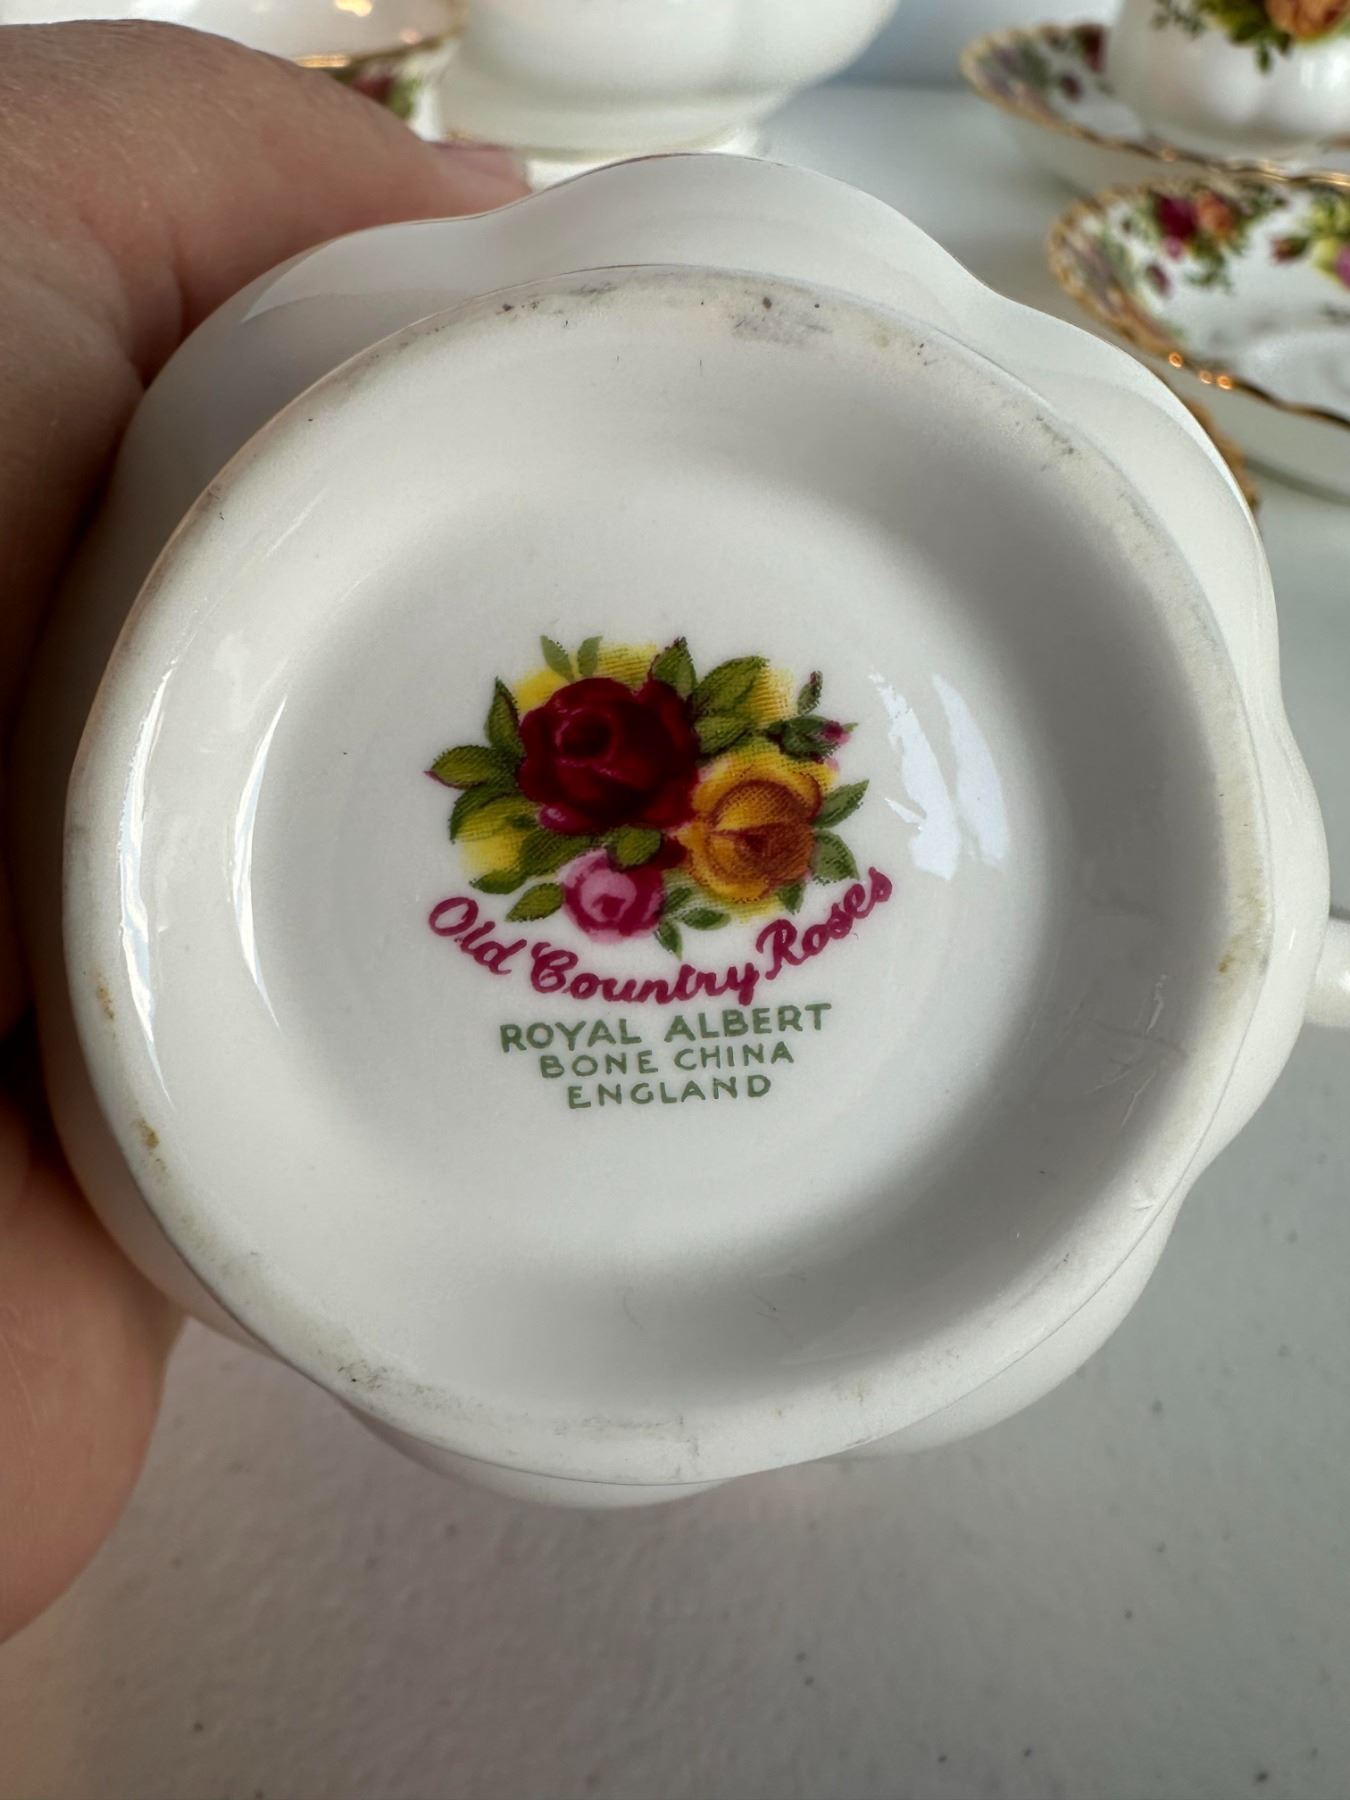 Old Country Roses
ROYAL ALBERT
BONE CHINA
ENGLAND